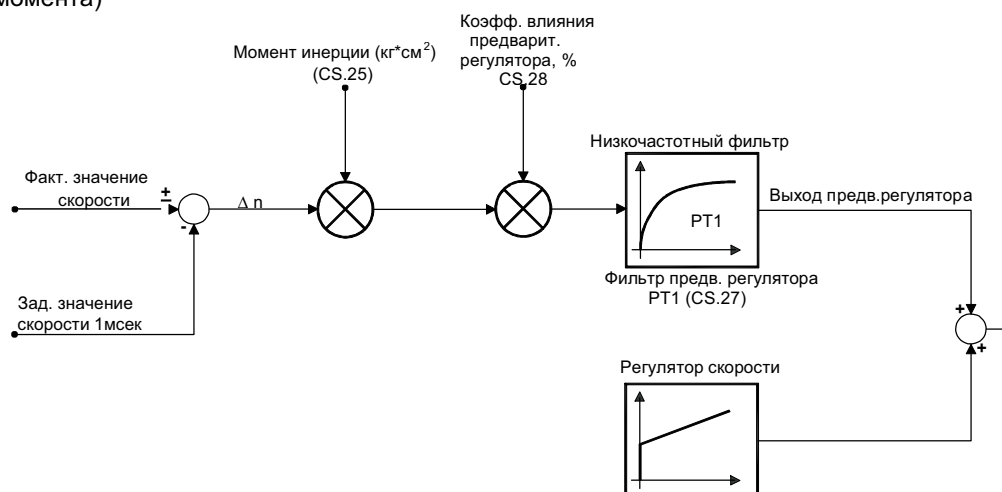 момента)
Коэфф. влияния
предварит.
регулятора, %
CS.28
Момент инерции (кг*см²)
(CS.25)
Низкочастотный фильтр
Факт. значение
скорости
±
-
Δ n
PT1
Выход предв.регулятора
Фильтр предв. регулятора
PT1 (CS.27)
Зад. значение
скорости 1мсек
+
+
Регулятор скорости